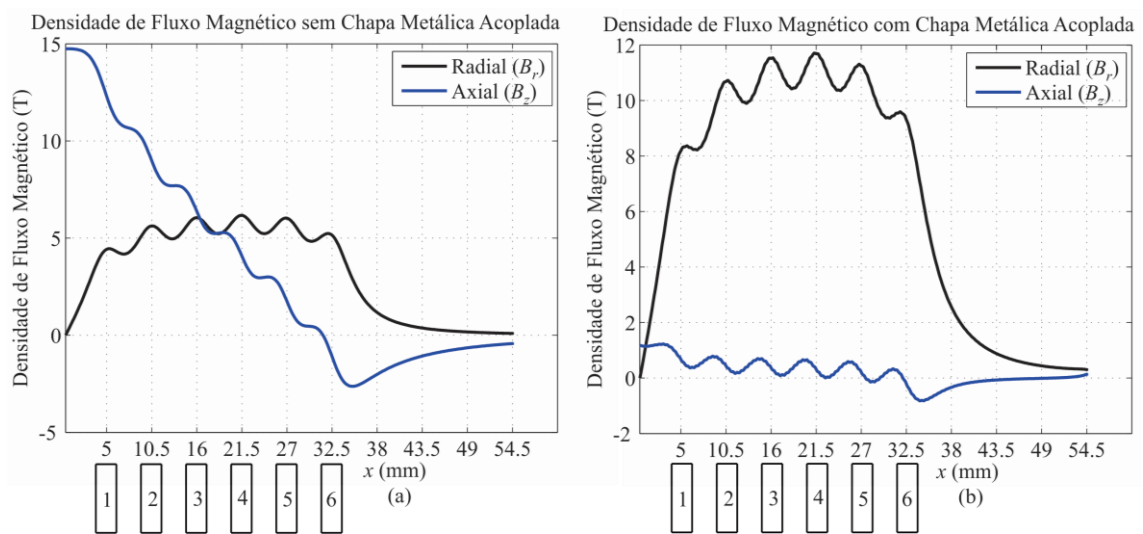 Densidade de Fluxo Magnético sem Chapa Metálica Acoplada
15
10
5
0
-5
Densidade de Fluxo Magnético (T)
Radial (Br)
Axial (Bz)
5 10.5 16 21.5 27 32.5 38 43.5 49 54.5
x (mm)
1 2 3 4 5 6
(a)
Densidade de Fluxo Magnético com Chapa Metálica Acoplada
12
10
8
6
4
2
0
-2
Densidade de Fluxo Magnético (T)
Radial (Br)
Axial (Bz)
5 10.5 16 21.5 27 32.5 38 43.5 49 54.5
x (mm)
1 2 3 4 5 6
(b)